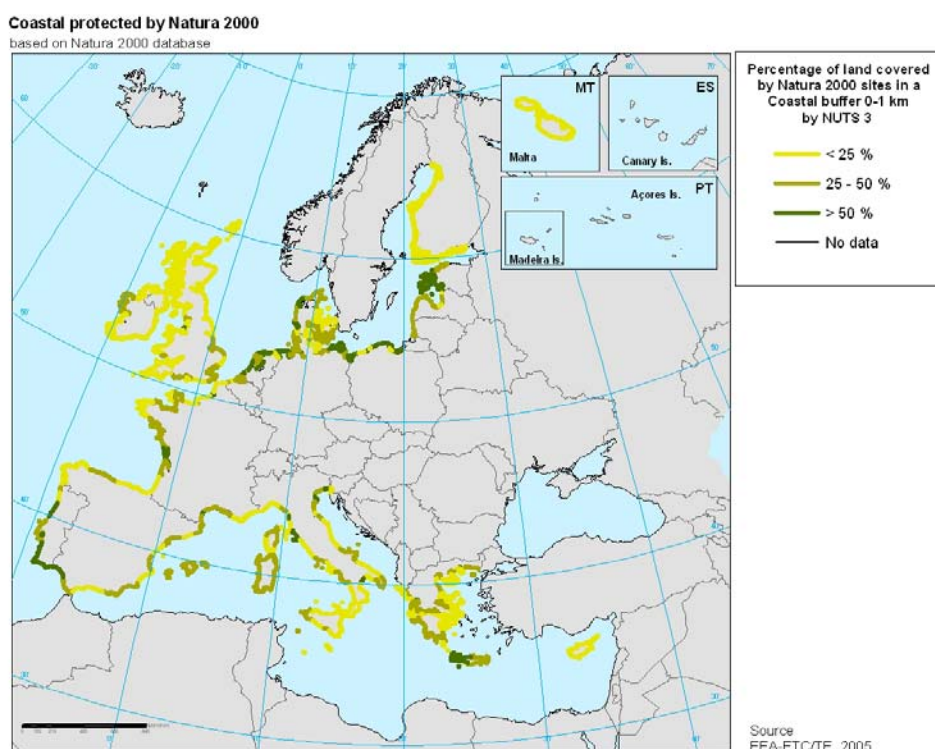 Coastal protected by Natura 2000
based on Natura 2000 database
MT
Malta
ES
Canary Is.
Açores Is.
PT
Madeira Is.
Percentage of land covered
by Natura 2000 sites in a
Coastal buffer 0-1 km
by NUTS 3
< 25 %
25 - 50 %
> 50 %
No data
Source
EEA-ETC/TE, 2005